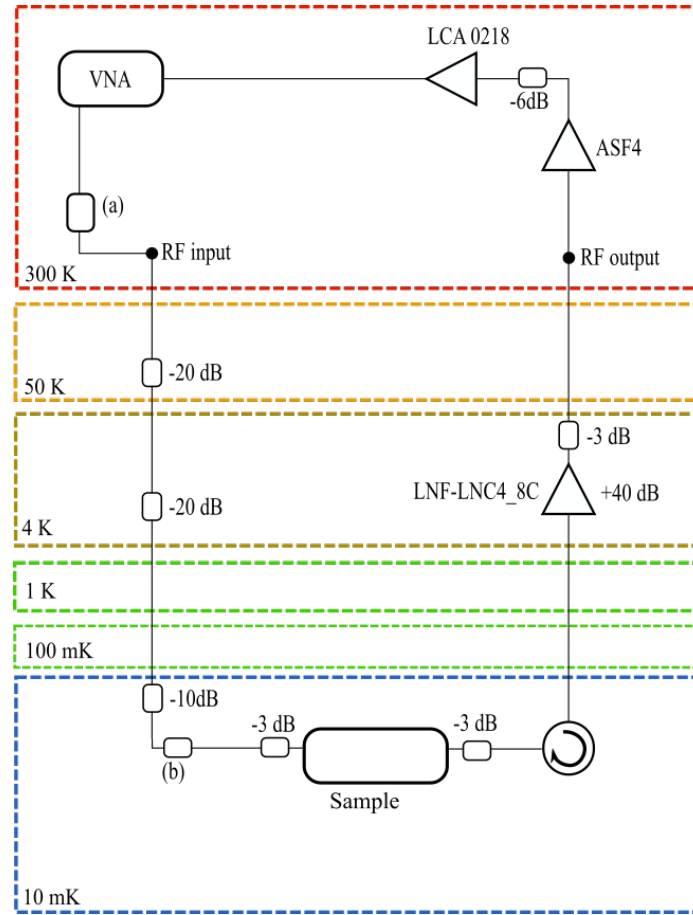 LCA 0218
VNA
-6dB
ASF4
(a)
RF input
RF output
300 K
-20 dB
50 K
-3 dB
LNF-LNC4_8C
+40 dB
-20 dB
4 K
1 K
100 mK
-10dB
-3 dB
-3 dB
(b)
Sample
10 mK